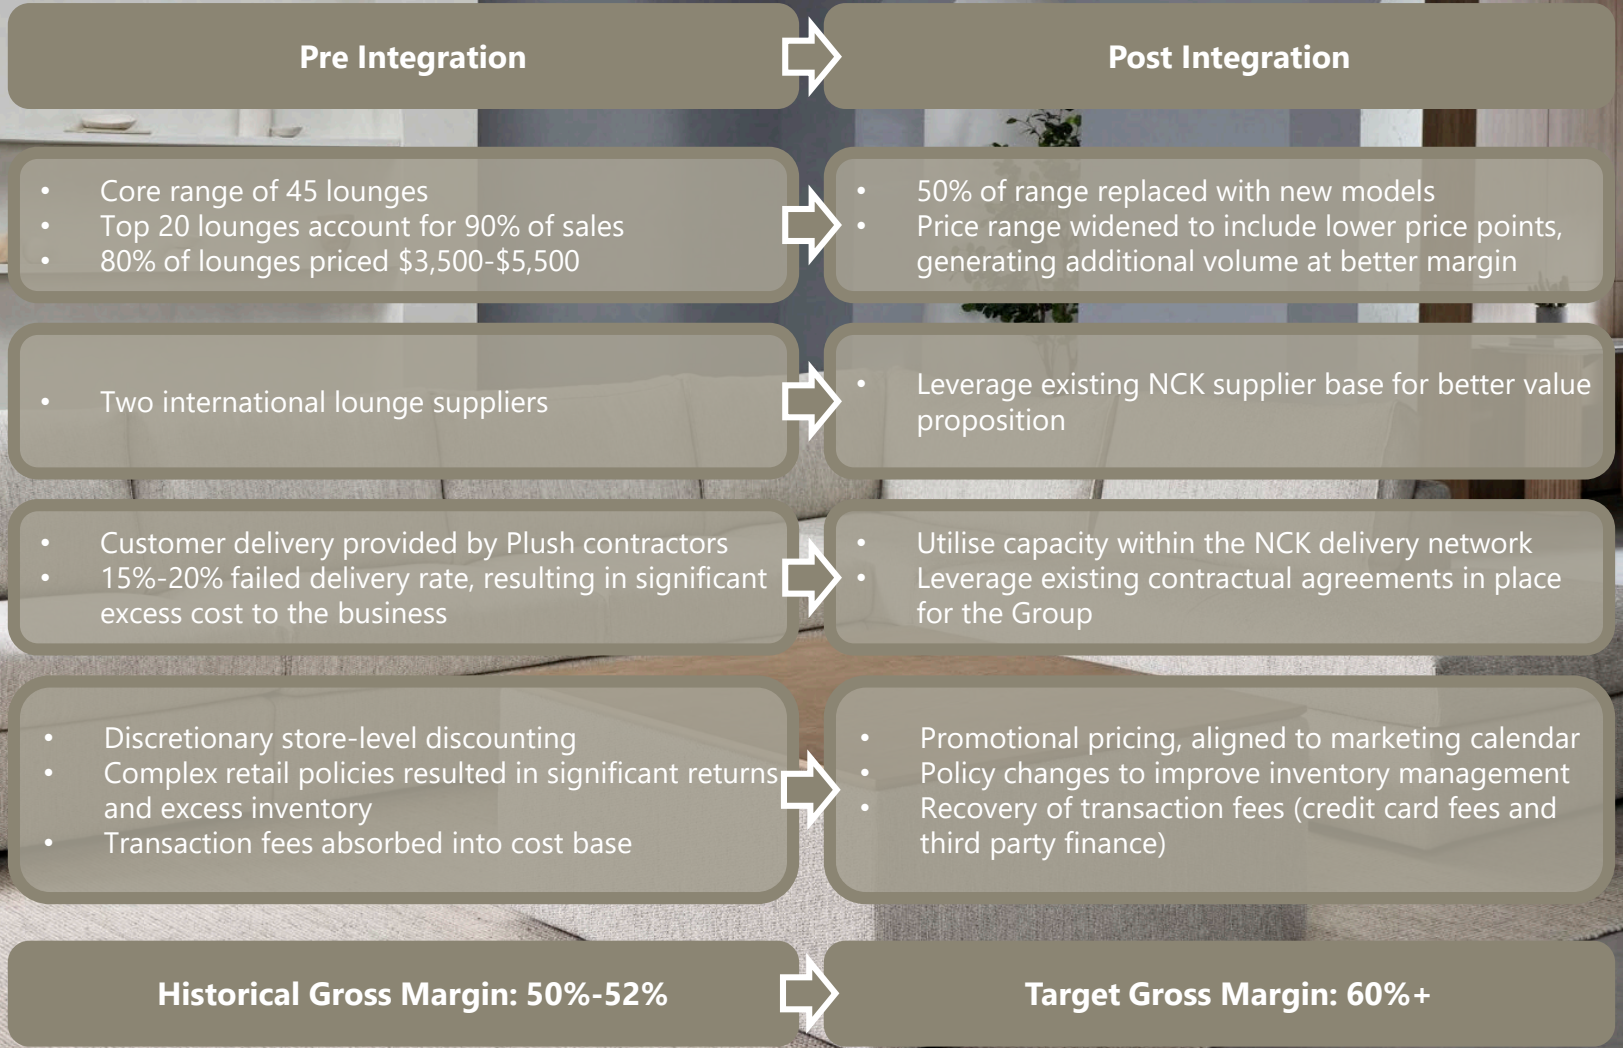 Pre Integration
Post Integration
• Core range of 45 lounges
• Top 20 lounges account for 90% of sales
• 80% of lounges priced $3,500-$5,500
• 50% of range replaced with new models
• Price range widened to include lower price points,
generating additional volume at better margin
• Two international lounge suppliers
• Leverage existing NCK supplier base for better value
proposition
• Customer delivery provided by Plush contractors
• 15%-20% failed delivery rate, resulting in significant
excess cost to the business
• Utilise capacity within the NCK delivery network
• Leverage existing contractual agreements in place
for the Group
• Discretionary store-level discounting
• Complex retail policies resulted in significant returns
and excess inventory
• Transaction fees absorbed into cost base
• Promotional pricing, aligned to marketing calendar
• Policy changes to improve inventory management
• Recovery of transaction fees (credit card fees and
third party finance)
Historical Gross Margin: 50%-52%
Target Gross Margin: 60%+